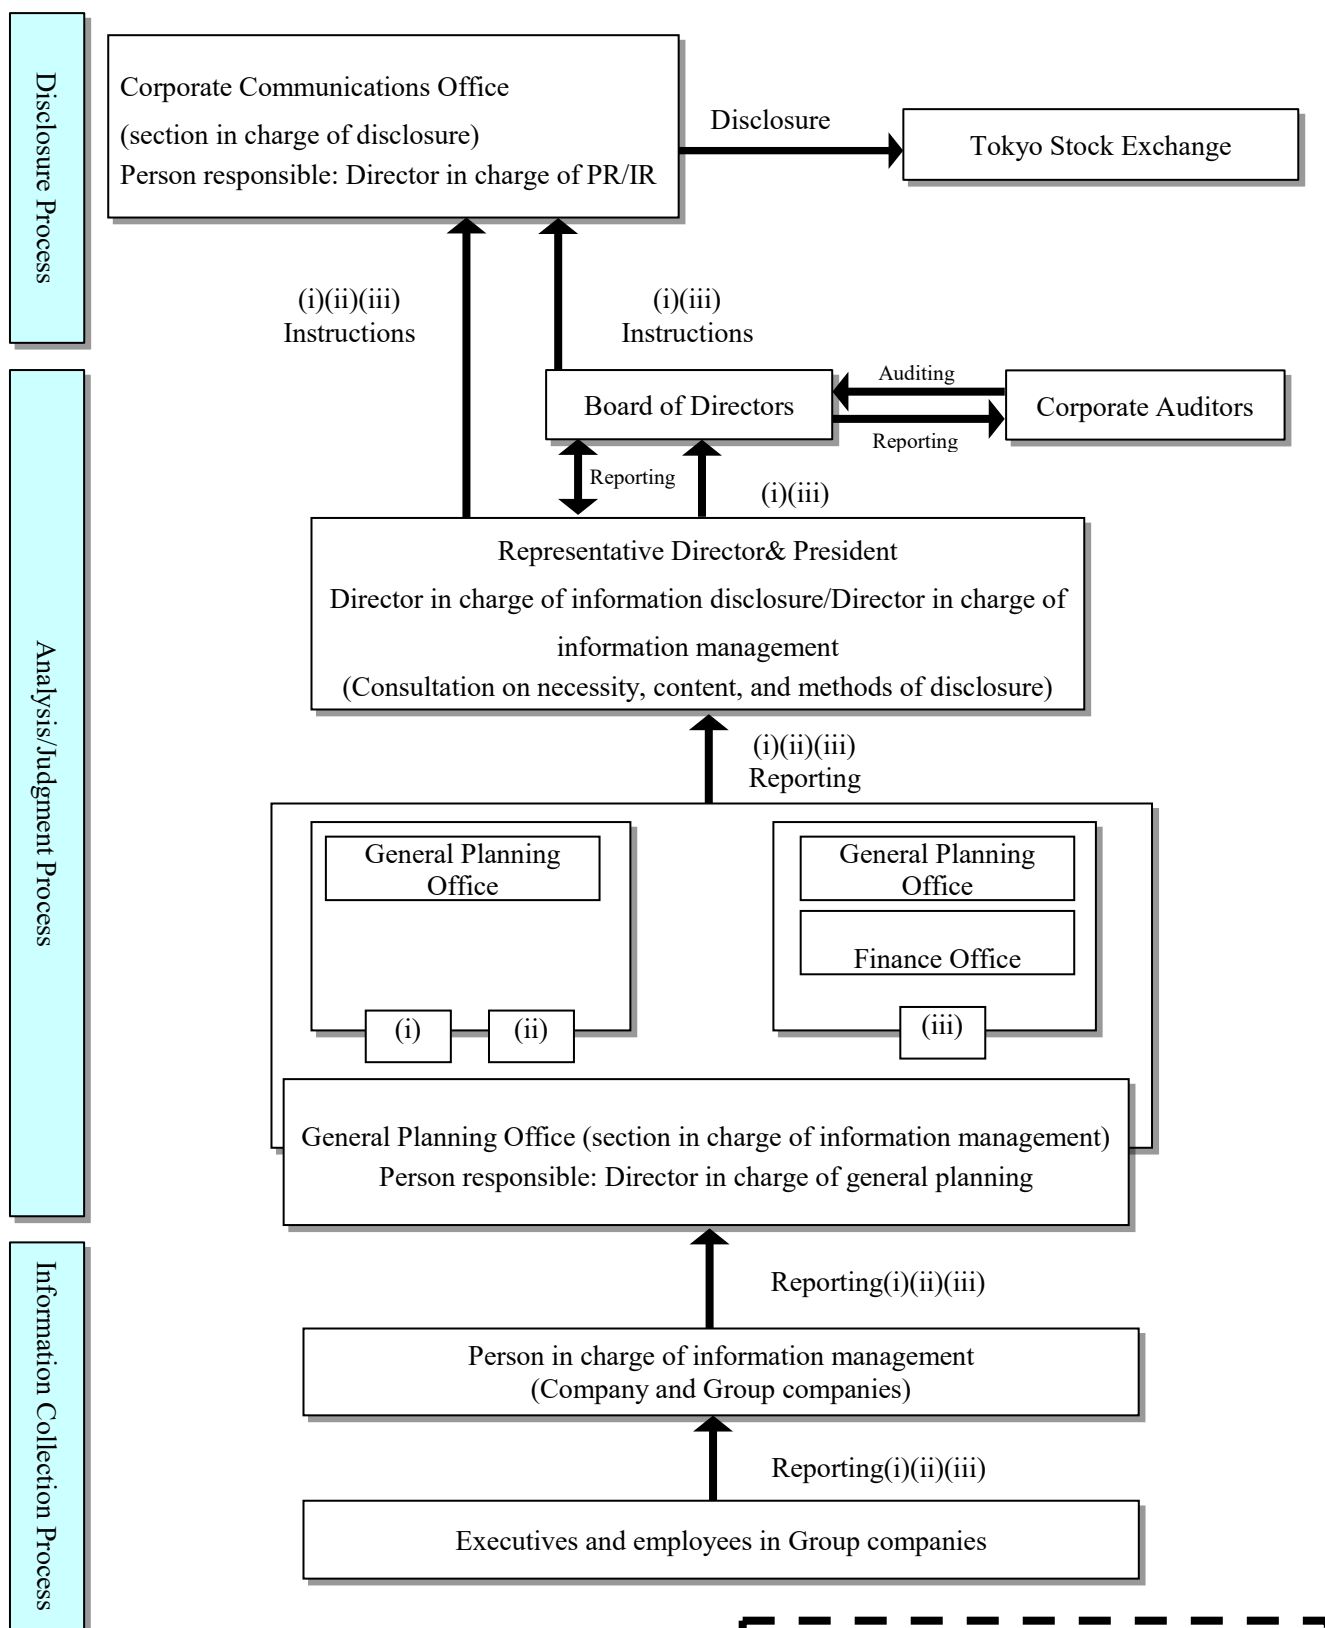 Disclosure Process
Corporate Communications Office
(section in charge of disclosure)
Person responsible: Director in charge of PR/IR
Disclosure
Tokyo Stock Exchange
(i)(ii)(iii)
Instructions
(i)(iii)
Instructions
Analysis/Judgment Process
Board of Directors
Auditing
Reporting
Corporate Auditors
Reporting
(i)(iii)
Representative Director& President
Director in charge of information disclosure/Director in charge of
information management
(Consultation on necessity, content, and methods of disclosure)
(i)(ii)(iii)
Reporting
General Planning
Office
(i)
(ii)
General Planning
Office
Finance Office
(iii)
General Planning Office (section in charge of information management)
Person responsible: Director in charge of general planning
Information Collection Process
Reporting(i)(ii)(iii)
Person in charge of information management
(Company and Group companies)
Reporting(i)(ii)(iii)
Executives and employees in Group companies